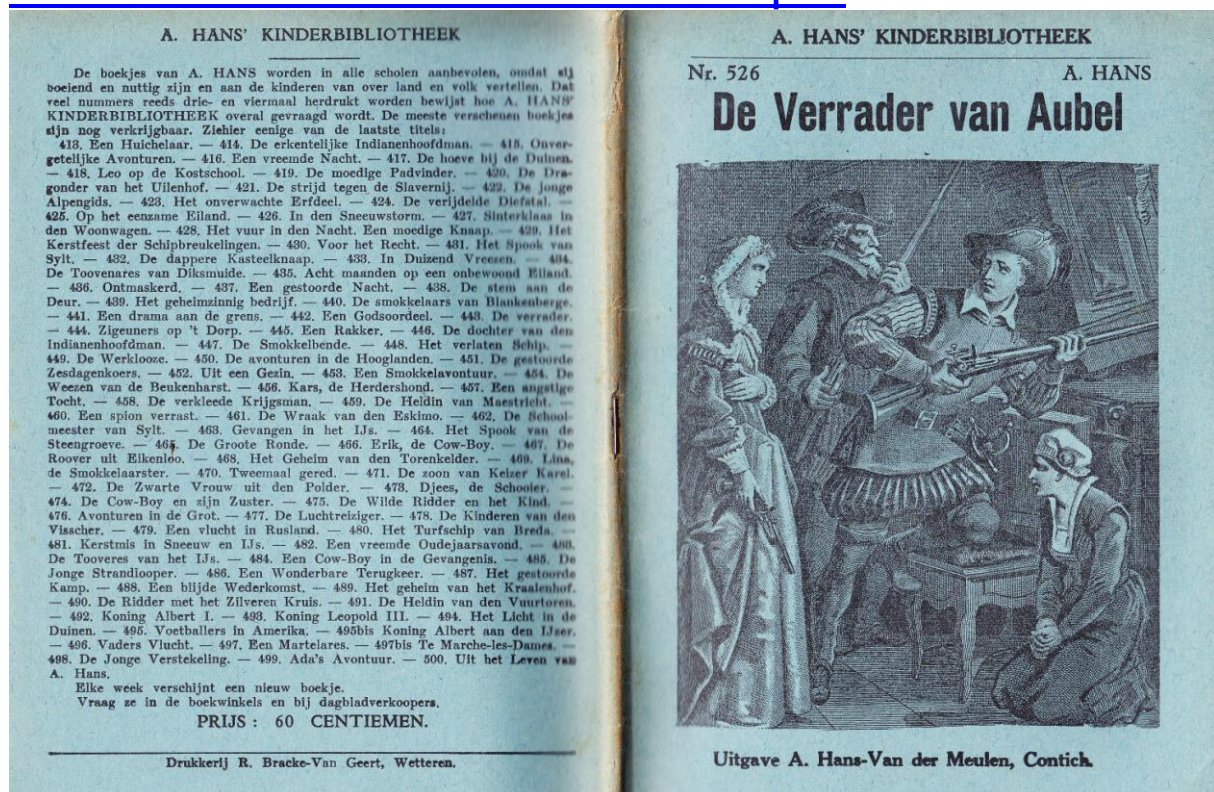 A. HANS' KINDERBIBLIOTHEEK
De boekjes van A. HANS worden in alle scholen aanbevolen, omdat zij
boeiend en nuttig zijn en aan de kinderen van over land en volk vertellen. Dat
veel nummers reeds drie- en viermaal herdrukt worden bewijst hoe A. HANS'
KINDERBIBLIOTHEEK overal gevraagd wordt. De meeste verschenen boekjes
zijn nog verkrijgbaar. Ziehier eenige van de laatste titels:
413. Een Huichelaar. — 414. De erkentelijke Indianenhoofdman. — 415. Onver-
getelijke Avonturen. — 416. Een vreemde Nacht. — 417. De hoeve bij de Duinen.
— 418. Leo op de Kostschool. — 419. De moedige Padvinder. — 420. De Dra-
gonder van het Uilenhof. — 421. De strijd tegen de Slavernij. — 422. De jonge
Alpengids. — 423. Het onverwachte Erfdeel. — 424. De verijdelde Diefstal. —
425. Op het eenzame Eiland. — 426. In den Sneeuwstorm. — 427. Sinterklaas in
den Woonwagen. — 428. Het vuur in den Nacht. Een moedige Knaap. — 429. Het
Kerstfeest der Schipbreukelingen. — 430. Voor het Recht. — 431. Het Spook van
Sylt. — 432. De dappere Kasteelknaap. — 433. In Duizend Vreezen. — 434.
De Toovenares van Diksmuide. — 435. Acht maanden op een onbewoond Eiland.
— 436. Ontmaskerd. — 437. Een gestoorde Nacht. — 438. De stem aan de
Deur. — 439. Het geheimzinnig bedrijf. — 440. De smokkelaars van Blankenberge.
— 441. Een drama aan de grens. — 442. Een Godsoordeel. — 443. De verrader.
— 444. Zigeuners op 't Dorp. — 445. Een Rakker. — 446. De dochter van den
Indianenhoofdman. — 447. De Smokkelbende. — 448. Het verlaten Schip. —
449. De Werklooze. — 450. De avonturen in de Hooglanden. — 451. De gestoorde
Zesdagenkoers. — 452. Uit een Gezin. — 453. Een Smokkelavontuur. — 454. De
Weezen van de Beukenharst. — 456. Kars, de Herdershond. — 457. Een angstige
Tocht. — 458. De verkleede Krijgsman. — 459. De Heldin van Maestricht. —
460. Een spion verrast. — 461. De Wraak van den Eskimo. — 462. De School-
meester van Sylt. — 463. Gevangen in het IJs. — 464. Het Spook van de
Steengroeve. — 465. De Groote Ronde. — 466. Erik, de Cow-Boy. — 467. De
Roover uit Eikenloo. — 468. Het Geheim van den Torenkelder. — 469. Lina,
de Smokkelaarster. — 470. Tweemaal gered. — 471. De zoon van Keizer Karel.
— 472. De Zwarte Vrouw uit den Polder. — 473. Djees, de Schooier. —
474. De Cow-Boy en zijn Zuster. — 475. De Wilde Ridder en het Kind.
476. Avonturen in de Grot. — 477. De Luchtreiziger. — 478. De Kinderen van den
Visscher. — 479. Een vlucht in Rusland. — 480. Het Turfschip van Breda. —
481. Kerstmis in Sneeuw en IJs. — 482. Een vreemde Oudejaarsavond. — 483.
De Tooveres van het IJs. — 484. Een Cow-Boy in de Gevangenis. — 485. De
Jonge Strandlooper. — 486. Een Wonderbare Terugkeer. — 487. Het gestoorde
Kamp. — 488. Een blijde Wederkomst. — 489. Het geheim van het Kraaienhof.
— 490. De Ridder met het Zilveren Kruis. — 491. De Heldin van den Vuurtoren.
— 492. Koning Albert I. — 493. Koning Leopold III. — 494. Het Licht in de
Duinen. — 495. Voetballers in Amerika. — 495bis Koning Albert aan den IJser.
— 496. Vaders Vlucht. — 497. Een Martelares. — 497bis Te Marche-les-Dames. —
498. De Jonge Verstekeling. — 499. Ada's Avontuur. — 500. Uit het Leven van
A. Hans.
Elke week verschijnt een nieuw boekje.
Vraag ze in de boekwinkels en bij dagbladverkoopers.
PRIJS : 60 CENTIEMEN.
Drukkerij R. Bracke-Van Geert, Wetteren.
A. HANS' KINDERBIBLIOTHEEK
Nr. 526 A. HANS
De Verrader van Aubel
Uitgave A. Hans-Van der Meulen, Contich.